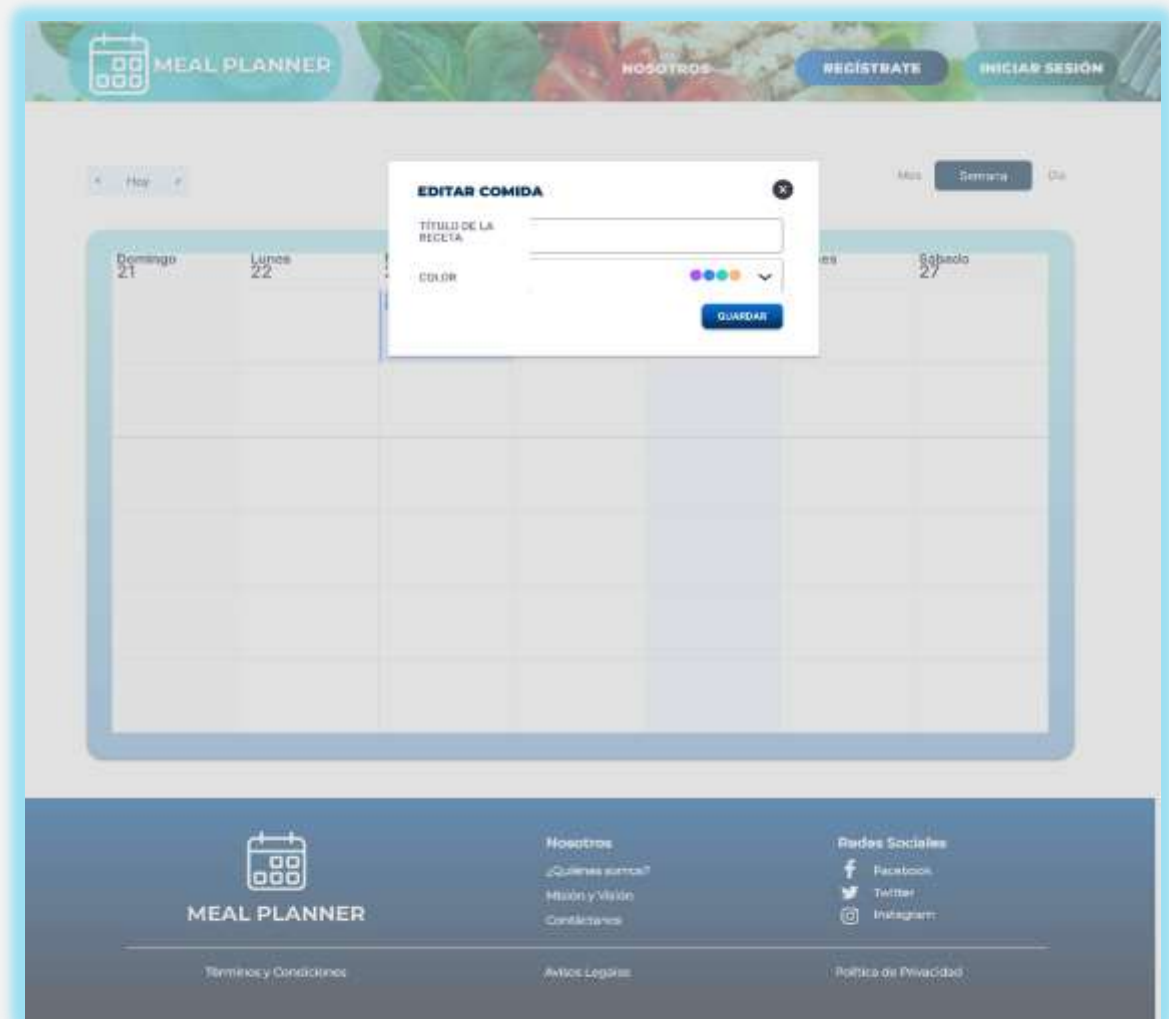 MEAL PLANNER
NOSOTROS
REGÍSTRATE
INICIAR SESIÓN
Hoy
Mes
Semana
Día
EDITAR COMIDA
TÍTULO DE LA
RECETA
COLOR
GUARDAR
Domingo
21
Lunes
22
Sábado
27
MEAL PLANNER
Nosotros
¿Quiénes somos?
Misión y Visión
Contáctanos
Redes Sociales
Facebook
Twitter
Instagram
Términos y Condiciones
Avisos Legales
Política de Privacidad